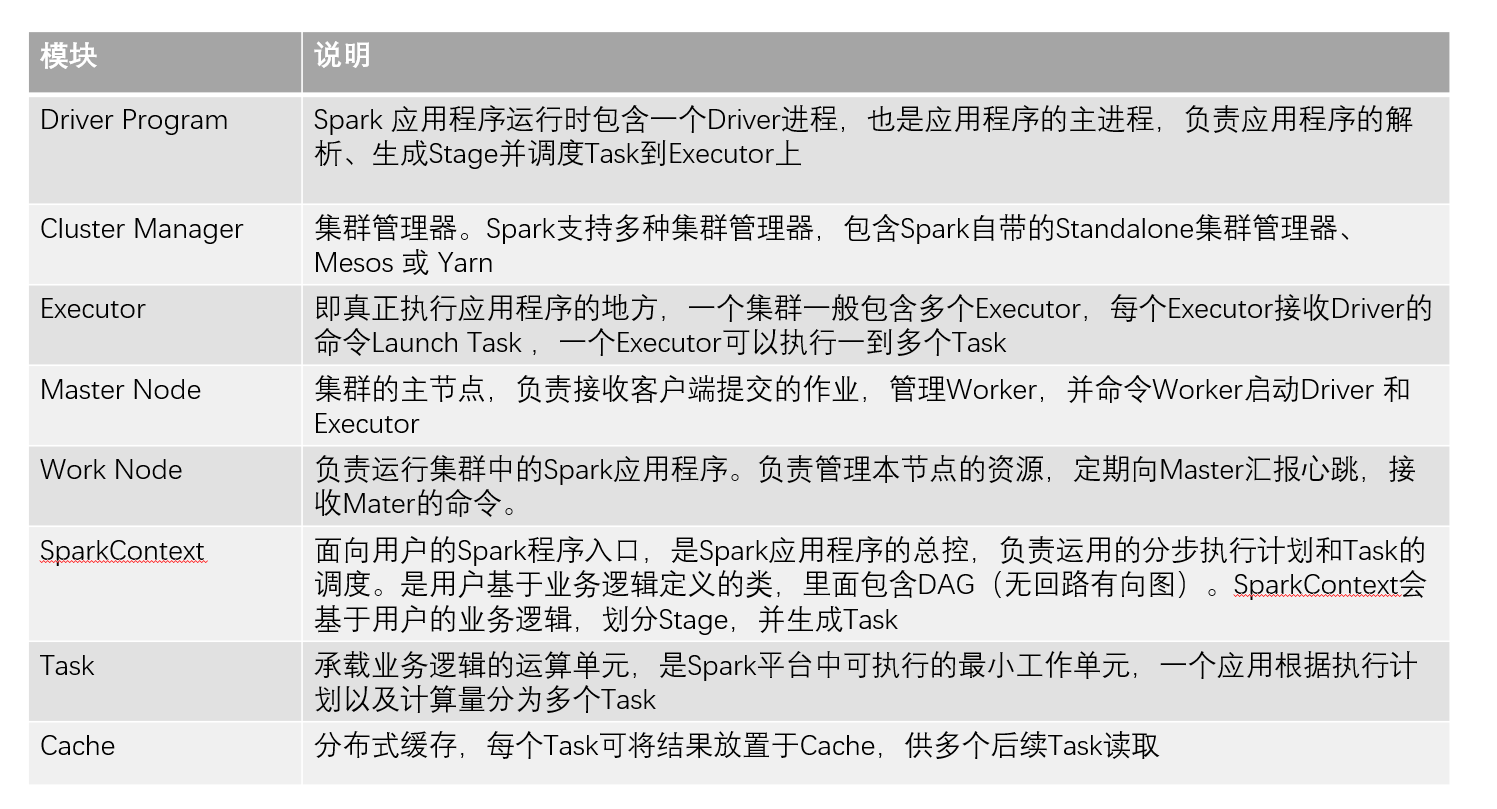 模块
说明
Driver Program
Spark 应用程序运行时包含一个Driver进程，也是应用程序的主进程，负责应用程序的解
析、生成Stage并调度Task到Executor上
Cluster Manager
集群管理器。Spark支持多种集群管理器，包含Spark自带的Standalone集群管理器、
Mesos 或 Yarn
Executor
即真正执行应用程序的地方，一个集群一般包含多个Executor，每个Executor接收Driver的
命令Launch Task ，一个Executor可以执行一到多个Task
Master Node
集群的主节点，负责接收客户端提交的作业，管理Worker，并命令Worker启动Driver 和
Executor
Work Node
负责运行集群中的Spark应用程序。负责管理本节点的资源，定期向Master汇报心跳，接
收Mater的命令。
SparkContext
面向用户的Spark程序入口，是Spark应用程序的总控，负责运用的分步执行计划和Task的
调度。是用户基于业务逻辑定义的类，里面包含DAG（无回路有向图）。SparkContext会
基于用户的业务逻辑，划分Stage，并生成Task
Task
承载业务逻辑的运算单元，是Spark平台中可执行的最小工作单元，一个应用根据执行计
划以及计算量分为多个Task
Cache
分布式缓存，每个Task可将结果放置于Cache，供多个后续Task读取